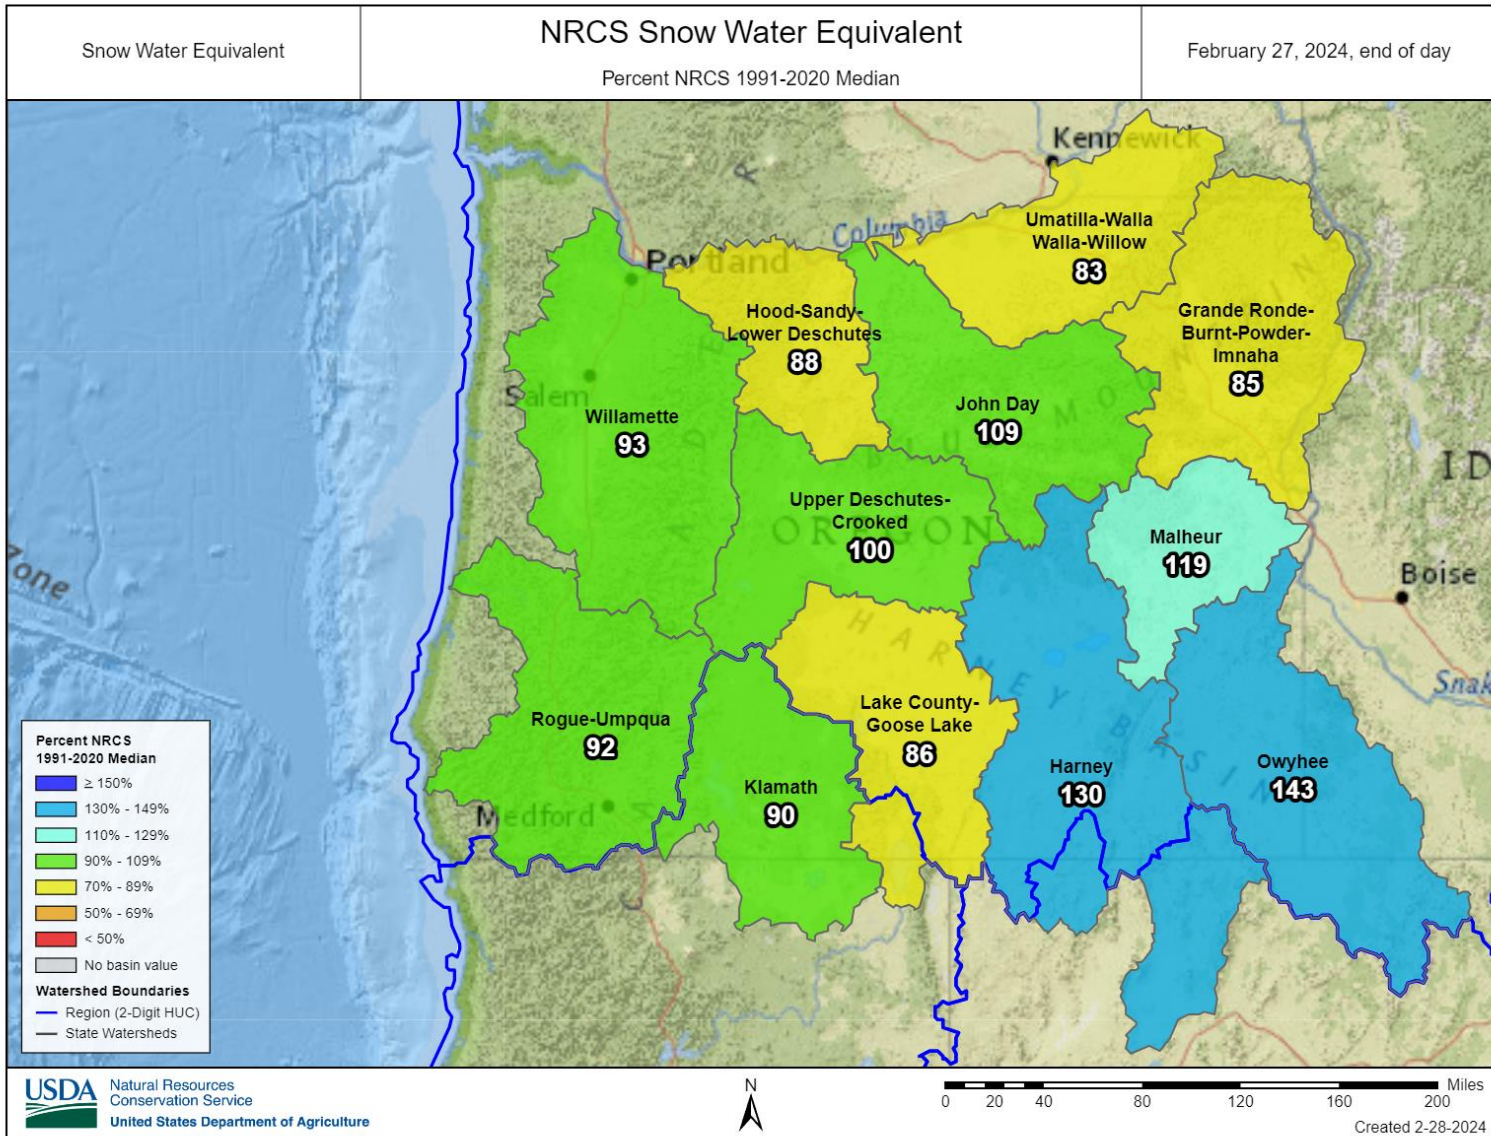 Snow Water Equivalent
NRCS Snow Water Equivalent
Percent NRCS 1991-2020 Median
February 27, 2024, end of day
Kennewick
Columbia
Umatilla-Walla
Walla-Willow
83
Portland
Hood-Sandy-
Lower Deschutes
88
Grande Ronde-
Burnt-Powder-
Imnaha
85
Salem
Willamette
93
John Day
109
Upper Deschutes-
Crooked
100
OREGON
Malheur
119
Boise
ID
Zone
HARNEY BASIN
Snak
Rogue-Umpqua
92
Lake County-
Goose Lake
86
Klamath
90
Harney
130
Owyhee
143
Medford
Percent NRCS
1991-2020 Median
≥ 150%
130% - 149%
110% - 129%
90% - 109%
70% - 89%
50% - 69%
< 50%
No basin value
Watershed Boundaries
Region (2-Digit HUC)
State Watersheds
USDA
Natural Resources
Conservation Service
United States Department of Agriculture
N
0 20 40 80 120 160 200 Miles
Created 2-28-2024